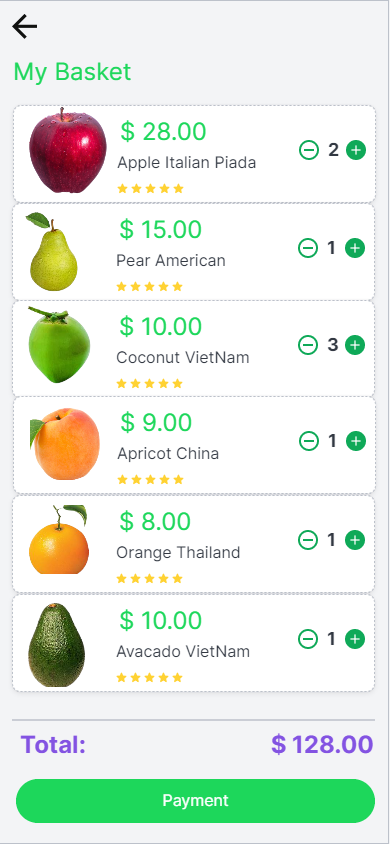 My Basket
$ 28.00
Apple Italian Piada
2
$ 15.00
Pear American
1
$ 10.00
Coconut VietNam
3
$ 9.00
Apricot China
1
$ 8.00
Orange Thailand
1
$ 10.00
Avacado VietNam
1
Total: $ 128.00
Payment